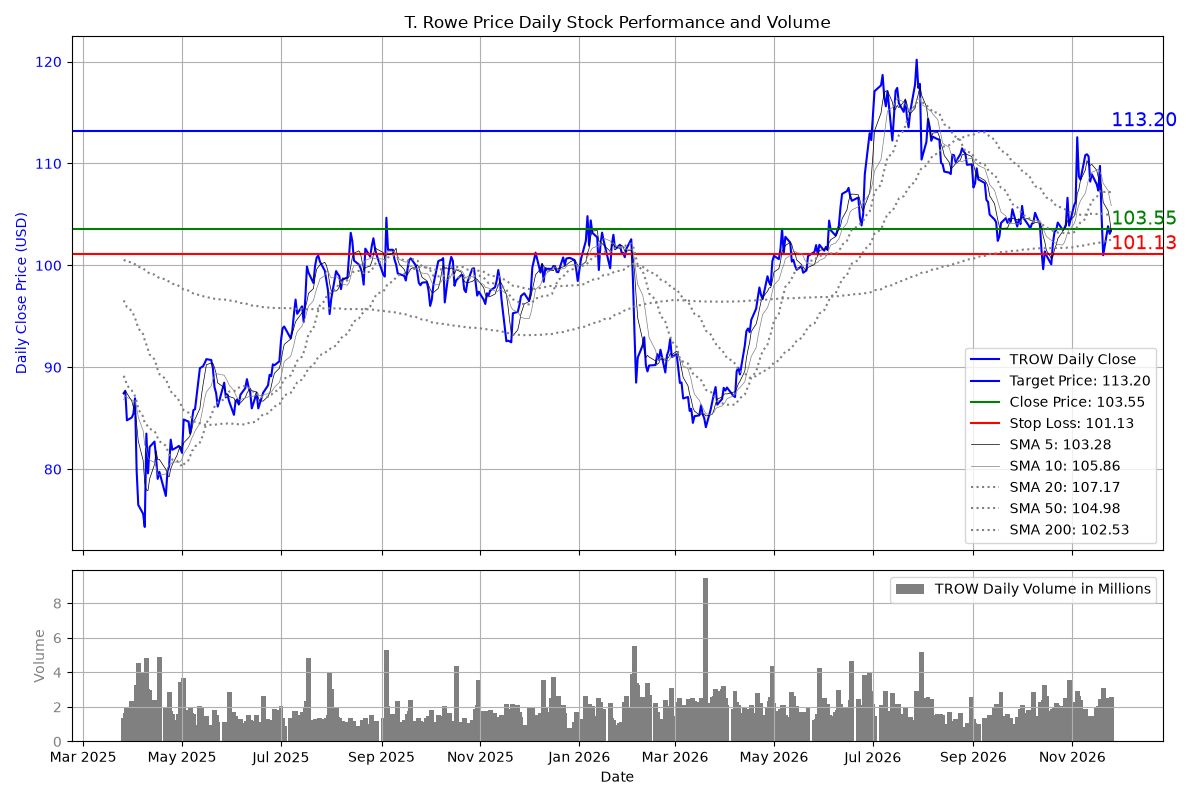 T. Rowe Price Daily Stock Performance and Volume
Daily Close Price (USD)
120
110
100
90
80
113.20
103.55
101.13
TROW Daily Close
Target Price: 113.20
Close Price: 103.55
Stop Loss: 101.13
SMA 5: 103.28
SMA 10: 105.86
SMA 20: 107.17
SMA 50: 104.98
SMA 200: 102.53
Volume
8
6
4
2
0
TROW Daily Volume in Millions
Mar 2025 May 2025 Jul 2025 Sep 2025 Nov 2025 Jan 2026 Mar 2026 May 2026 Jul 2026 Sep 2026 Nov 2026
Date